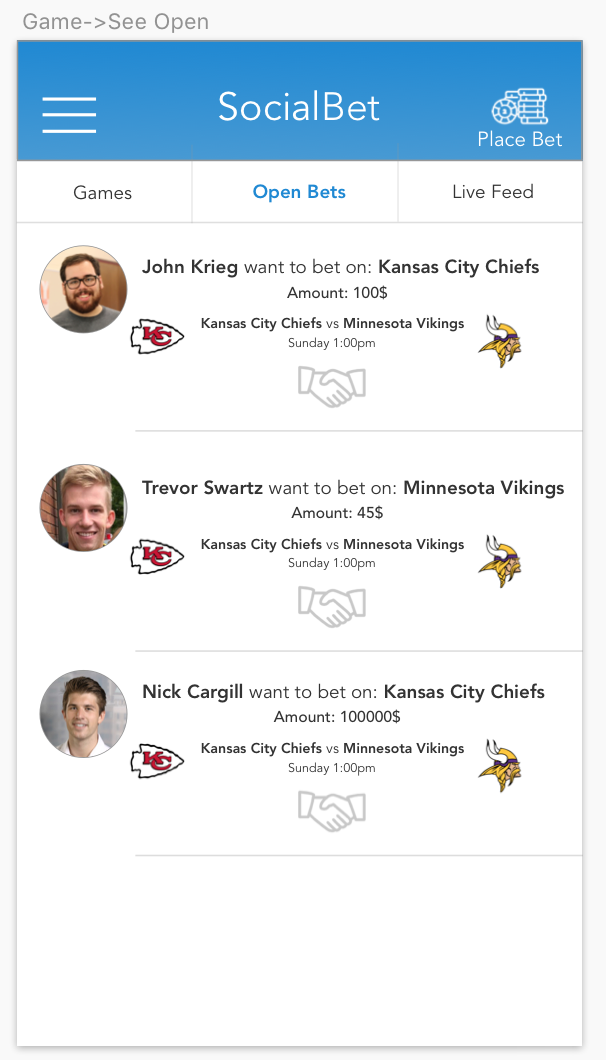 Game->See Open
SocialBet
Place Bet
Games
Open Bets
Live Feed
John Krieg want to bet on: Kansas City Chiefs
Amount: 100$
Kansas City Chiefs vs Minnesota Vikings
Sunday 1:00pm
KC
Trevor Swartz want to bet on: Minnesota Vikings
Amount: 45$
Kansas City Chiefs vs Minnesota Vikings
Sunday 1:00pm
KC
Nick Cargill want to bet on: Kansas City Chiefs
Amount: 100000$
Kansas City Chiefs vs Minnesota Vikings
Sunday 1:00pm
KC